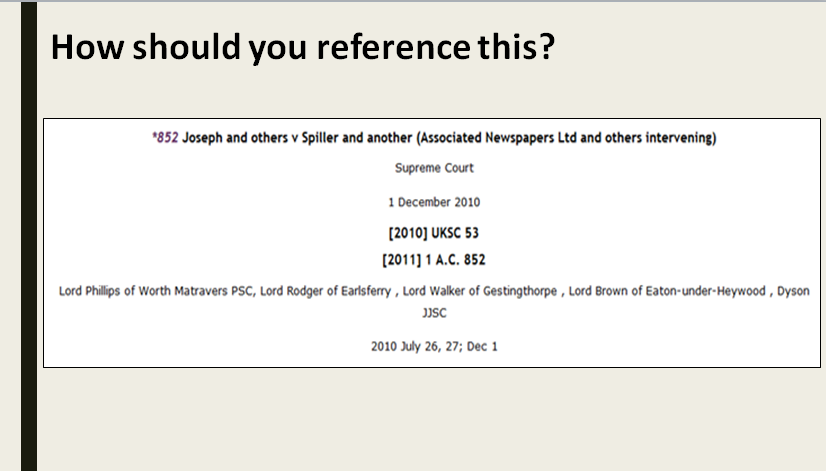 How should you reference this?
*852 Joseph and others v Spiller and another (Associated Newspapers Ltd and others intervening)
Supreme Court
1 December 2010
[2010] UKSC 53
[2011] 1 A.C. 852
Lord Phillips of Worth Matravers PSC, Lord Rodger of Earlsferry , Lord Walker of Gestingthorpe , Lord Brown of Eaton-under-Heywood , Dyson
JJSC
2010 July 26, 27; Dec 1